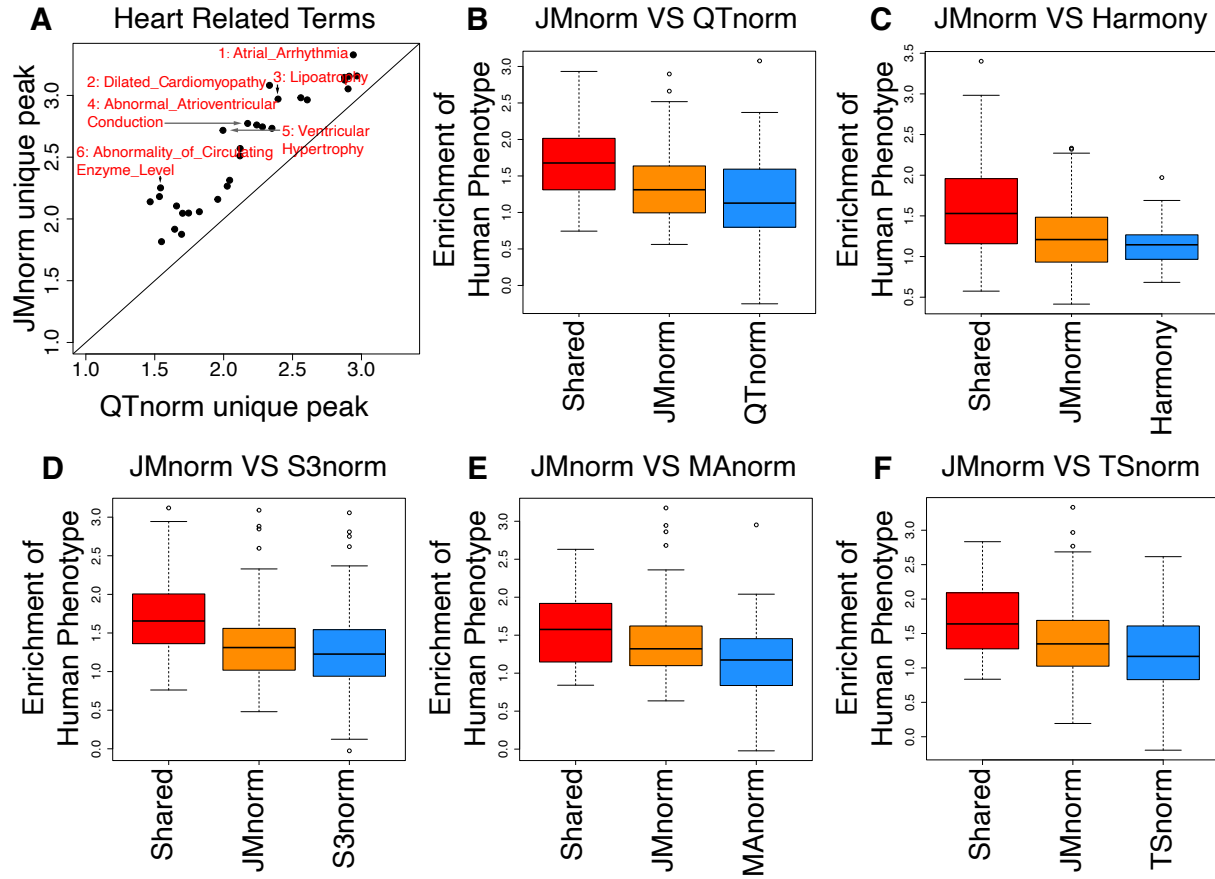 A
Heart Related Terms
JMnorm unique peak
3.0
2.5
2.0
1.5
1.0
1: Atrial_Arrhythmia
2: Dilated_Cardiomyopathy
3: Lipoatrophy
4: Abnormal_Atrioventricular
Conduction
5: Ventricular
Hypertrophy
6: Abnormality_of_Circulating
Enzyme_Level
1.0 1.5 2.0 2.5 3.0
QTnorm unique peak
B
JMnorm VS QTnorm
Enrichment of
Human Phenotype
3.0
2.5
2.0
1.5
1.0
0.5
0.0
Shared
JMnorm
QTnorm
C
JMnorm VS Harmony
Enrichment of
Human Phenotype
3.5
3.0
2.5
2.0
1.5
1.0
0.5
Shared
JMnorm
Harmony
D
JMnorm VS S3norm
Enrichment of
Human Phenotype
3.0
2.5
2.0
1.5
1.0
0.5
0.0
Shared
JMnorm
S3norm
E
JMnorm VS MAnorm
Enrichment of
Human Phenotype
3.0
2.5
2.0
1.5
1.0
0.5
0.0
Shared
JMnorm
MAnorm
F
JMnorm VS TSnorm
Enrichment of
Human Phenotype
3.0
2.5
2.0
1.5
1.0
0.5
0.0
Shared
JMnorm
TSnorm